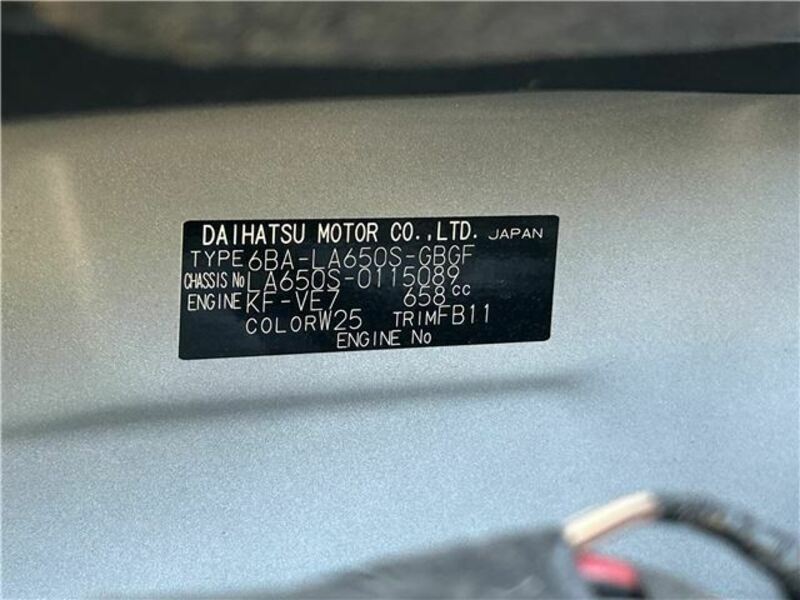 DAIHATSU MOTOR CO.,LTD. JAPAN
TYPE 6BA-LA650S-GBGF
CHASSIS No LA650S-0115089
ENGINE KF-VE7 658 cc
COLOR W25 TRIM FB11
ENGINE No